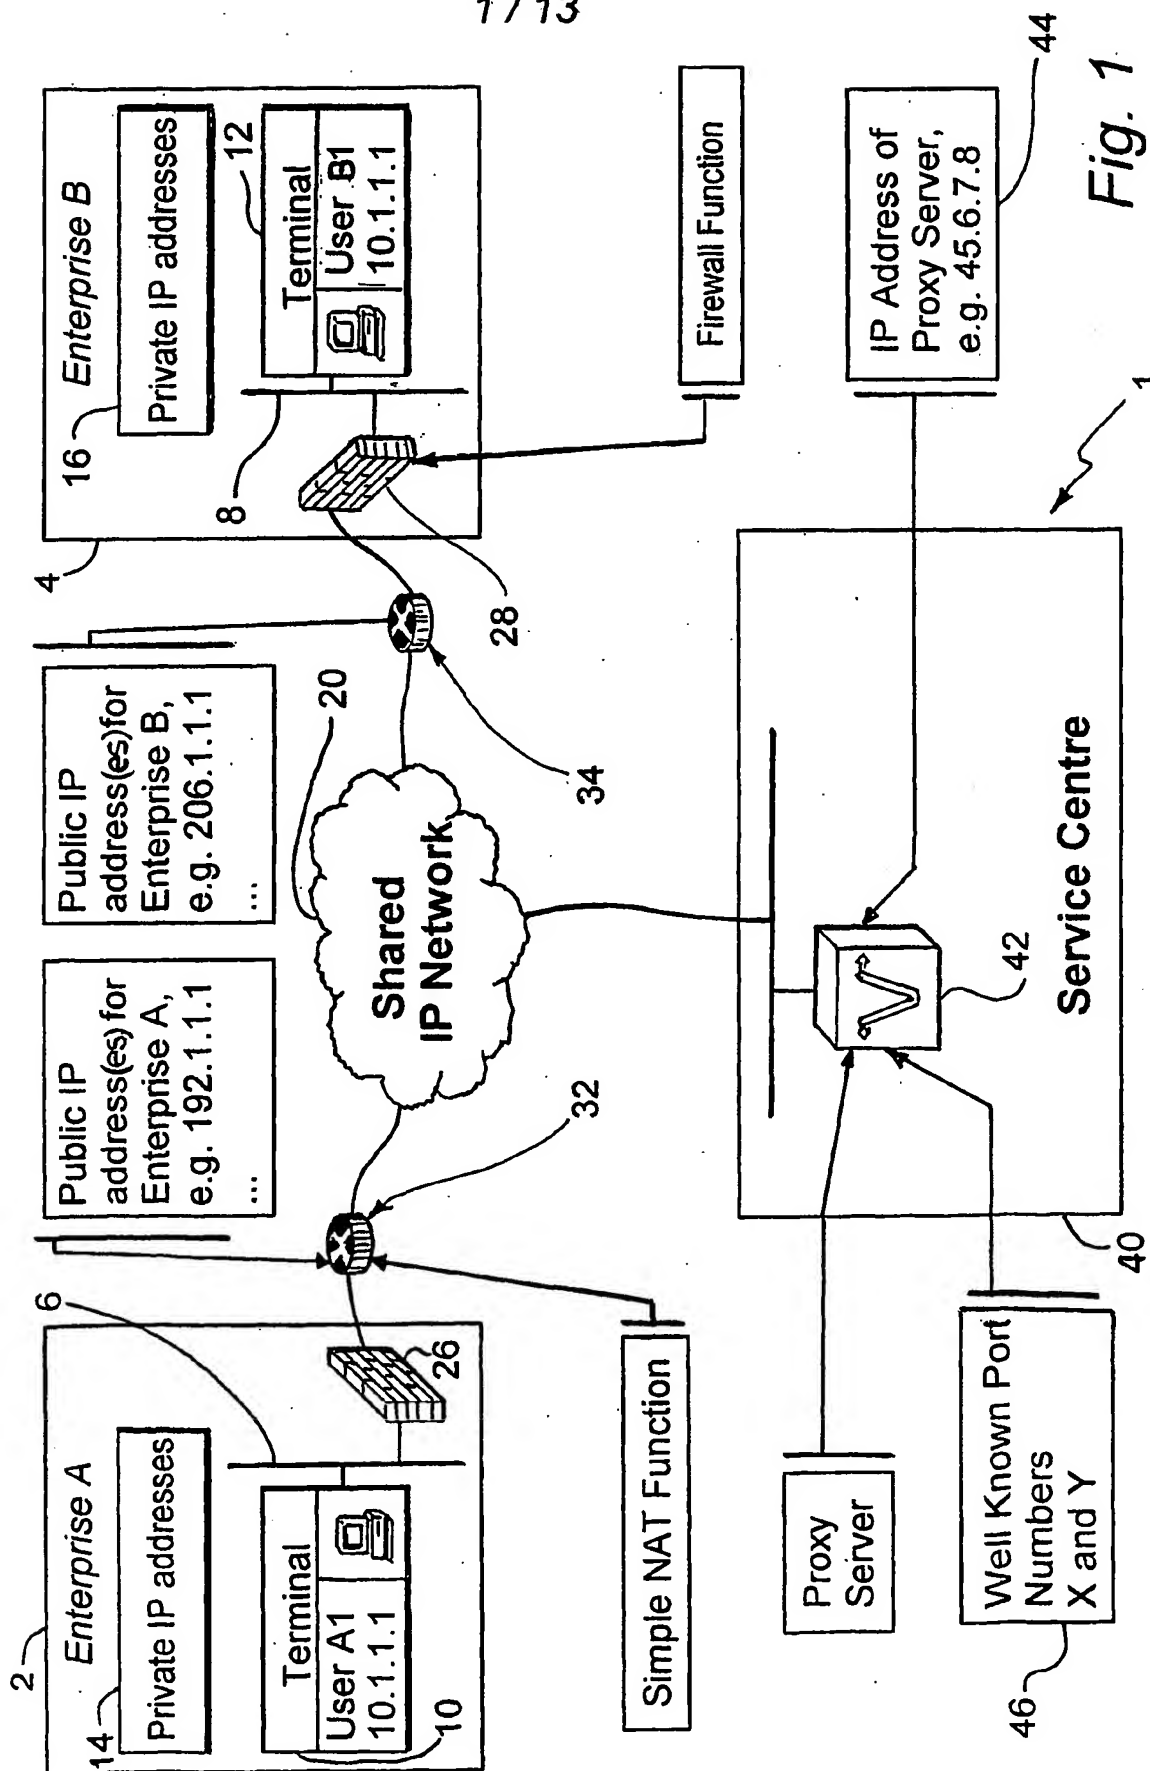 1 / 13
2
Enterprise A
14
Private IP addresses
Terminal
User A1
10.1.1.1
10
6
26
Public IP
address(es) for
Enterprise A,
e.g. 192.1.1.1
...
Public IP
address(es) for
Enterprise B,
e.g. 206.1.1.1
...
4
16
Enterprise B
Private IP addresses
12
Terminal
User B1
10.1.1.1
8
28
32
20
Shared
IP Network
34
Simple NAT Function
Firewall Function
Proxy
Server
Well Known Port
Numbers
X and Y
46
40
42
Service Centre
1
IP Address of
Proxy Server,
e.g. 45.6.7.8
44
Fig. 1